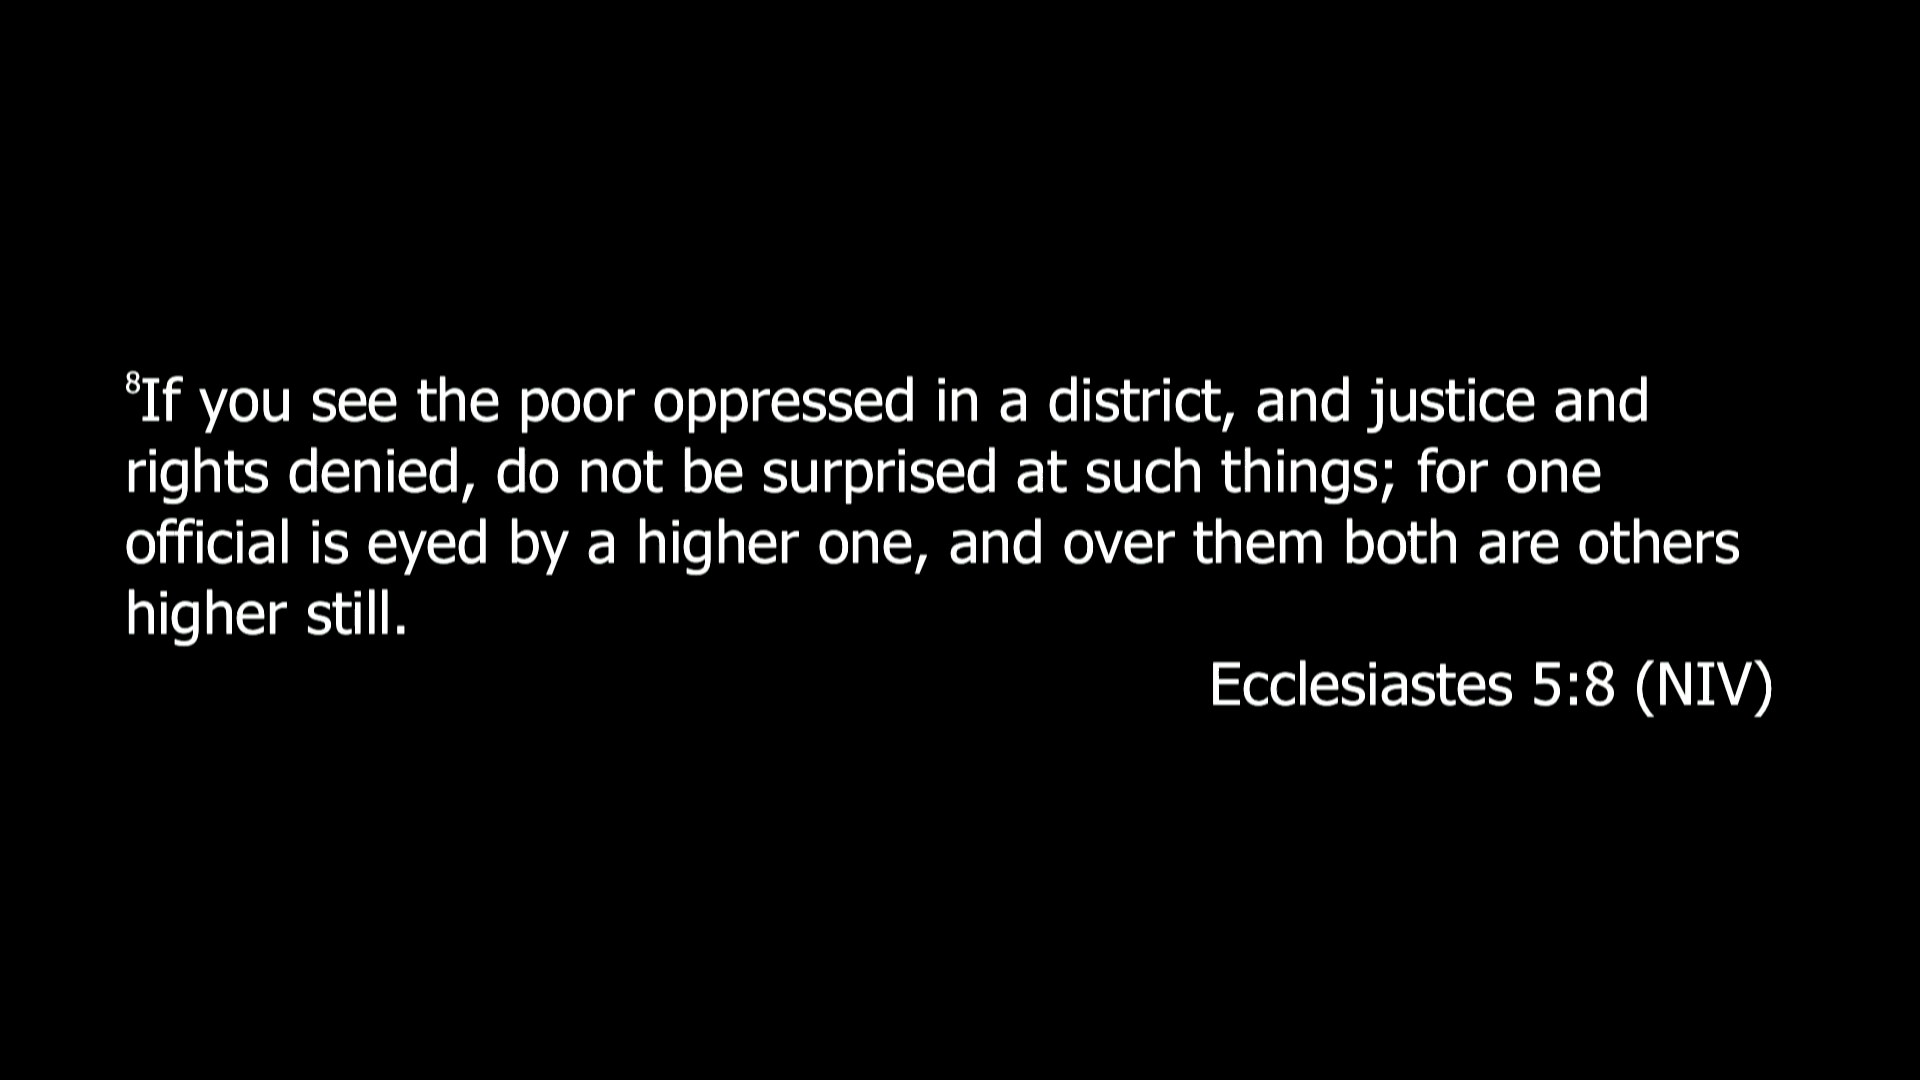 ⁸If you see the poor oppressed in a district, and justice and
rights denied, do not be surprised at such things; for one
official is eyed by a higher one, and over them both are others
higher still.
Ecclesiastes 5:8 (NIV)